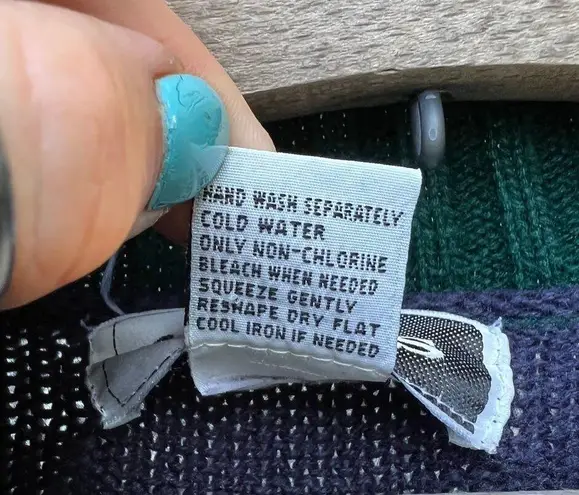 HAND WASH SEPARATELY
COLD WATER
ONLY NON-CHLORINE
BLEACH WHEN NEEDED
SQUEEZE GENTLY
RESHAPE DRY FLAT
COOL IRON IF NEEDED